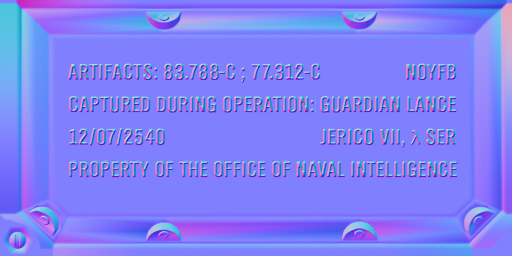 ARTIFACTS: 83.788-C ; 77.312-C NOYFB
CAPTURED DURING OPERATION: GUARDIAN LANCE
12/07/2540 JERICO VII, λ SER
PROPERTY OF THE OFFICE OF NAVAL INTELLIGENCE